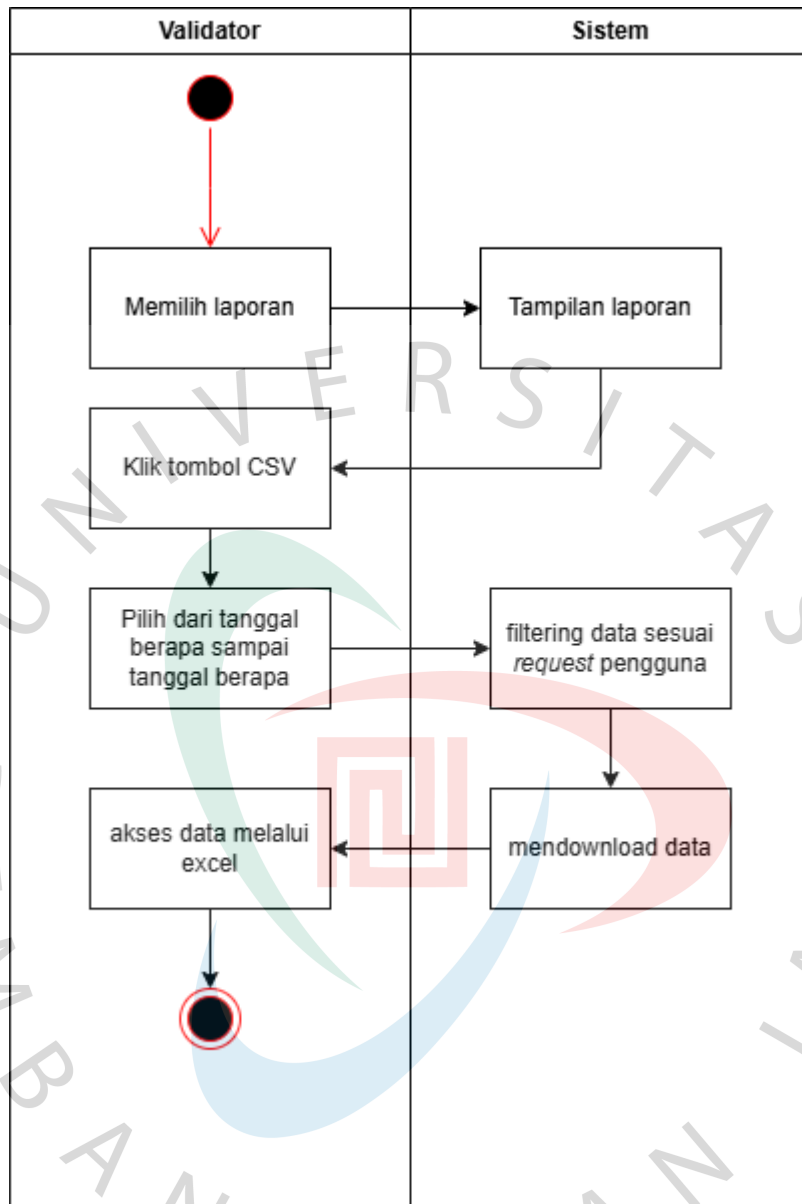 Validator
Sistem
Memilih laporan
Tampilan laporan
Klik tombol CSV
Pilih dari tanggal
berapa sampai
tanggal berapa
filtering data sesuai
request pengguna
akses data melalui
excel
mendownload data
UNIVERSITAS